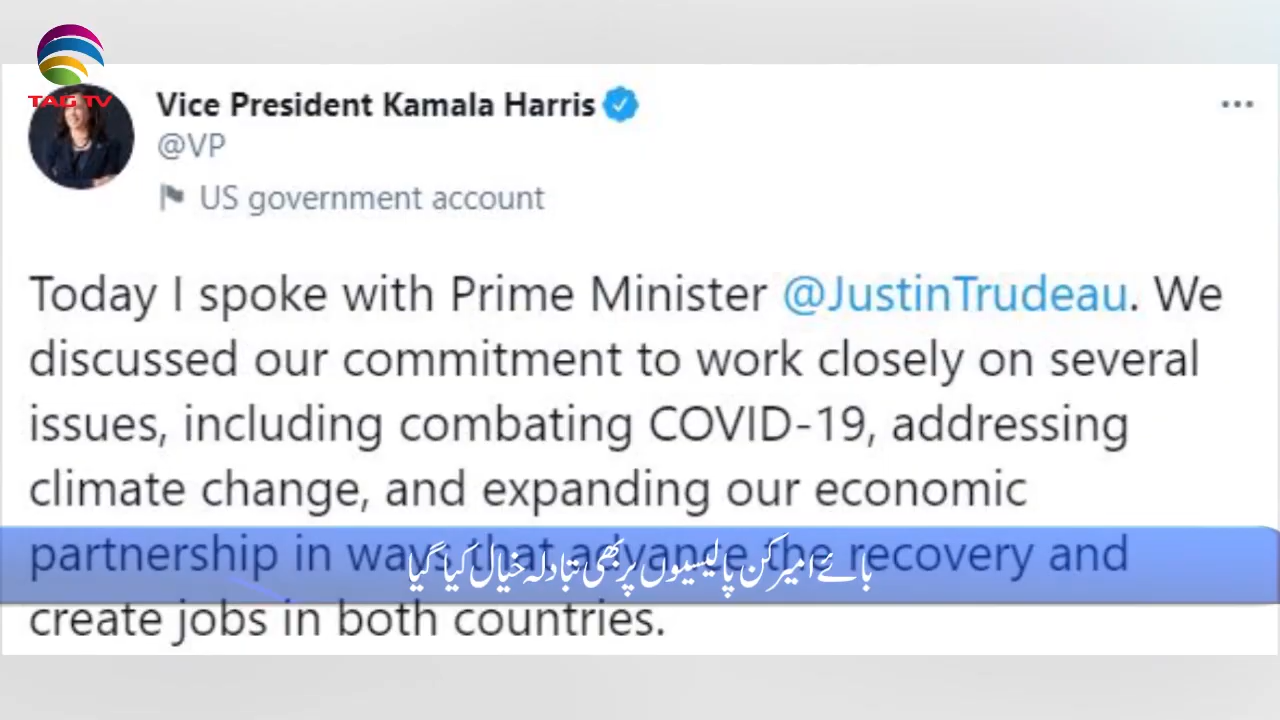 TAG TV
Vice President Kamala Harris
@VP
US government account
Today I spoke with Prime Minister @JustinTrudeau. We
discussed our commitment to work closely on several
issues, including combating COVID-19, addressing
climate change, and expanding our economic
partnership in ways that advance the recovery and
بائے امیرکن پالیسیوں پر بھی تبادلہ خیال کیا گیا
create jobs in both countries.